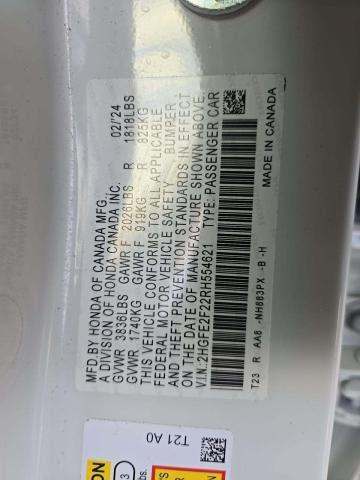 MFD.BY HONDA OF CANADA MFG. 02/'24
A DIVISION OF HONDA CANADA INC.
GVWR 3836LBS GAWR F 2026LBS R 1818LBS
GVWR 1740KG GAWR F 919KG R 825KG
THIS VEHICLE CONFORMS TO ALL APPLICABLE
FEDERAL MOTOR VEHICLE SAFETY, BUMPER,
AND THEFT PREVENTION STANDARDS IN EFFECT
ON THE DATE OF MANUFACTURE SHOWN ABOVE.
V.I.N.:2HGFE2F22RH554621 TYPE: PASSENGER CAR
MADE IN CANADA
T23 R AA8 -NH883PX -B -H
T21 A0